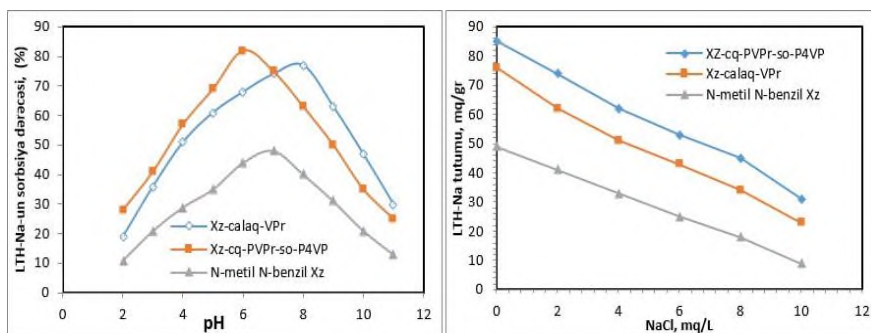 LTH-Na-un sorbsiya dərəcəsi, (%)
90
80
70
60
50
40
30
20
10
0
0 2 4 6 8 10 12
pH
Xz-calaq-VPr
Xz-cq-PVPr-so-P4VP
N-metil N-benzil Xz
LTH-Na tutumu, mq/gr
90
80
70
60
50
40
30
20
10
0
0 2 4 6 8 10 12
NaCl, mq/L
XZ-cq-PVPr-so-P4VP
Xz-calaq-VPr
N-metil N-benzil Xz